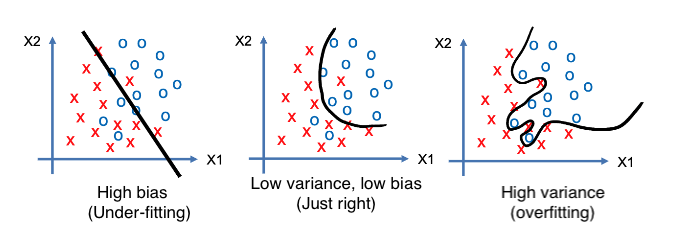 X2
X1
High bias
(Under-fitting)
X2
X1
Low variance, low bias
(Just right)
X2
X1
High variance
(overfitting)